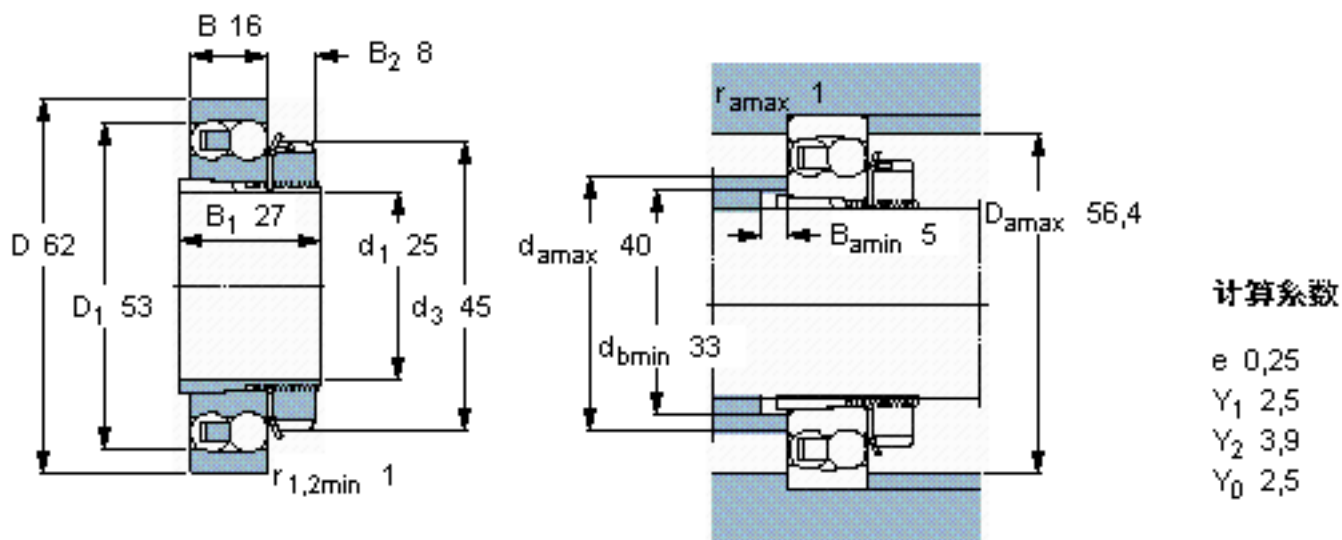 B 16
B2 8
D 62
D1 53
B1 27
d1 25
d3 45
r1,2min 1
ramax 1
damax 40
Bamin 5
Damax 56,4
dbmin 33
计算系数
e 0,25
Y1 2,5
Y2 3,9
Y0 2,5